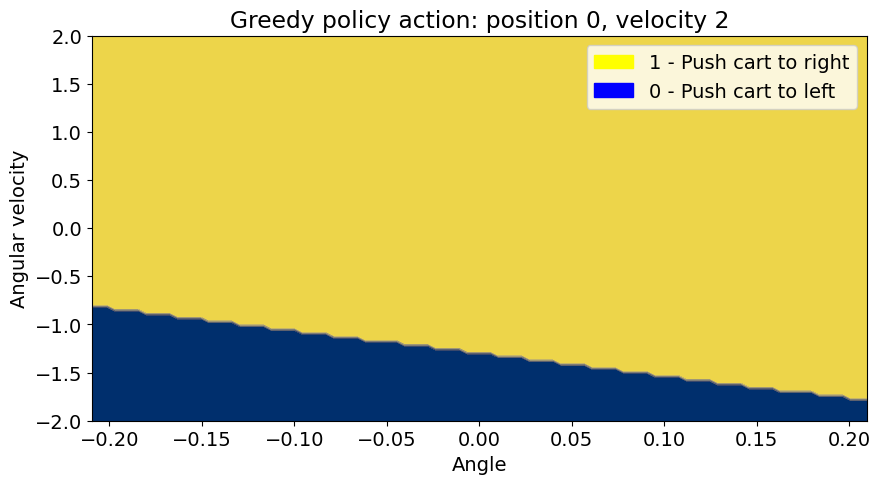 Greedy policy action: position 0, velocity 2
2.0
1.5
1.0
0.5
0.0
−0.5
−1.0
−1.5
−2.0
Angular velocity
1 - Push cart to right
0 - Push cart to left
−0.20 −0.15 −0.10 −0.05 0.00 0.05 0.10 0.15 0.20
Angle